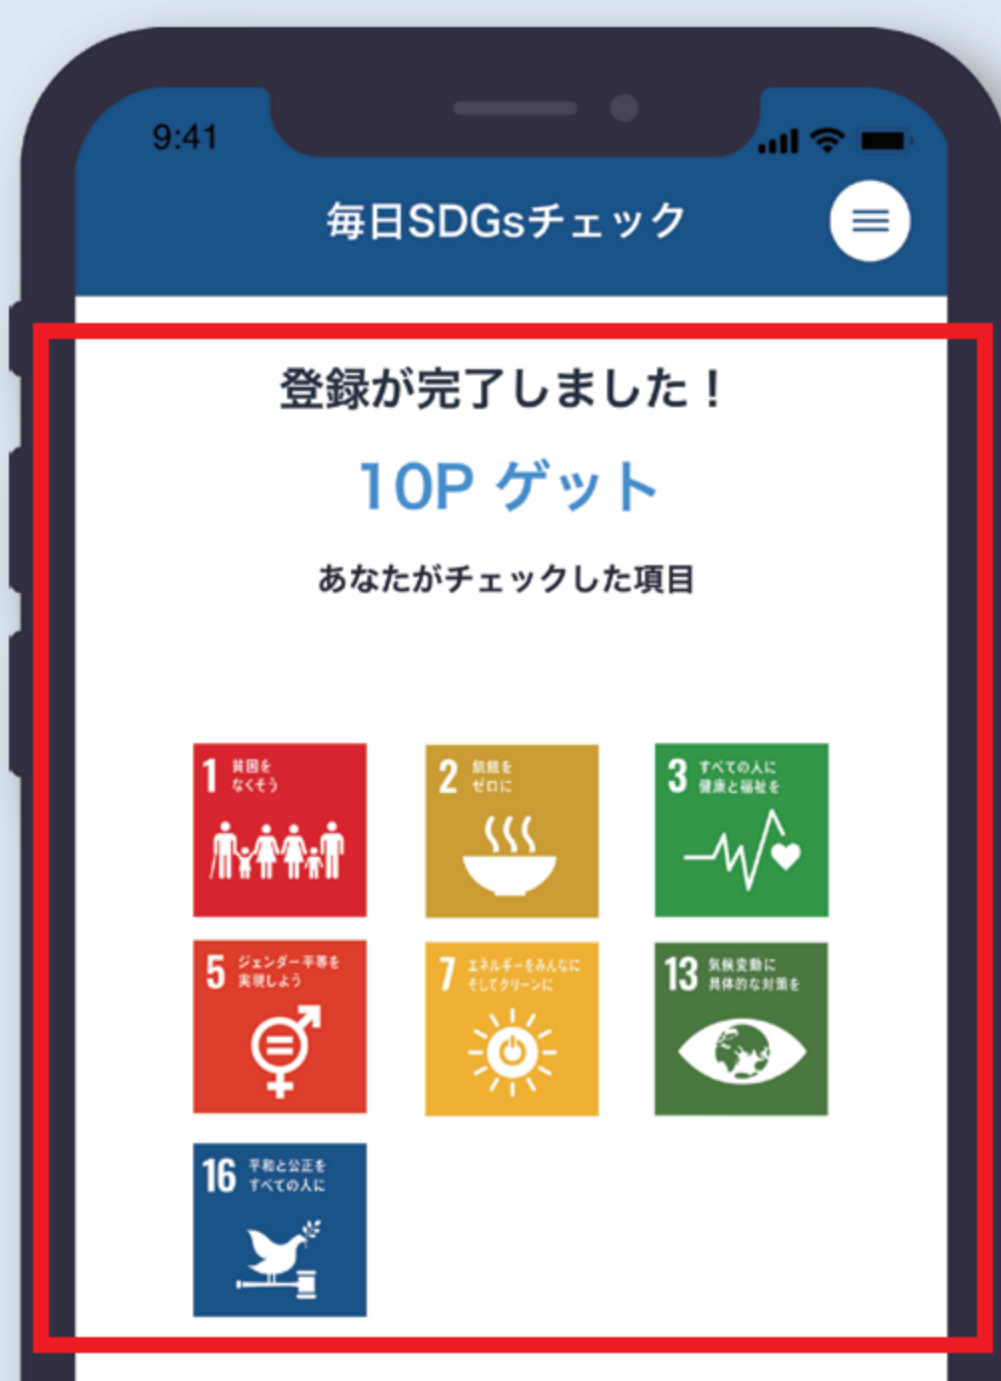 9:41
毎日SDGsチェック
登録が完了しました！
10P ゲット
あなたがチェックした項目
1 貧困を
なくそう
2 飢餓を
ゼロに
3 すべての人に
健康と福祉を
5 ジェンダー平等を
実現しよう
7 エネルギーをみんなに
そしてクリーンに
13 気候変動に
具体的な対策を
16 平和と公正を
すべての人に